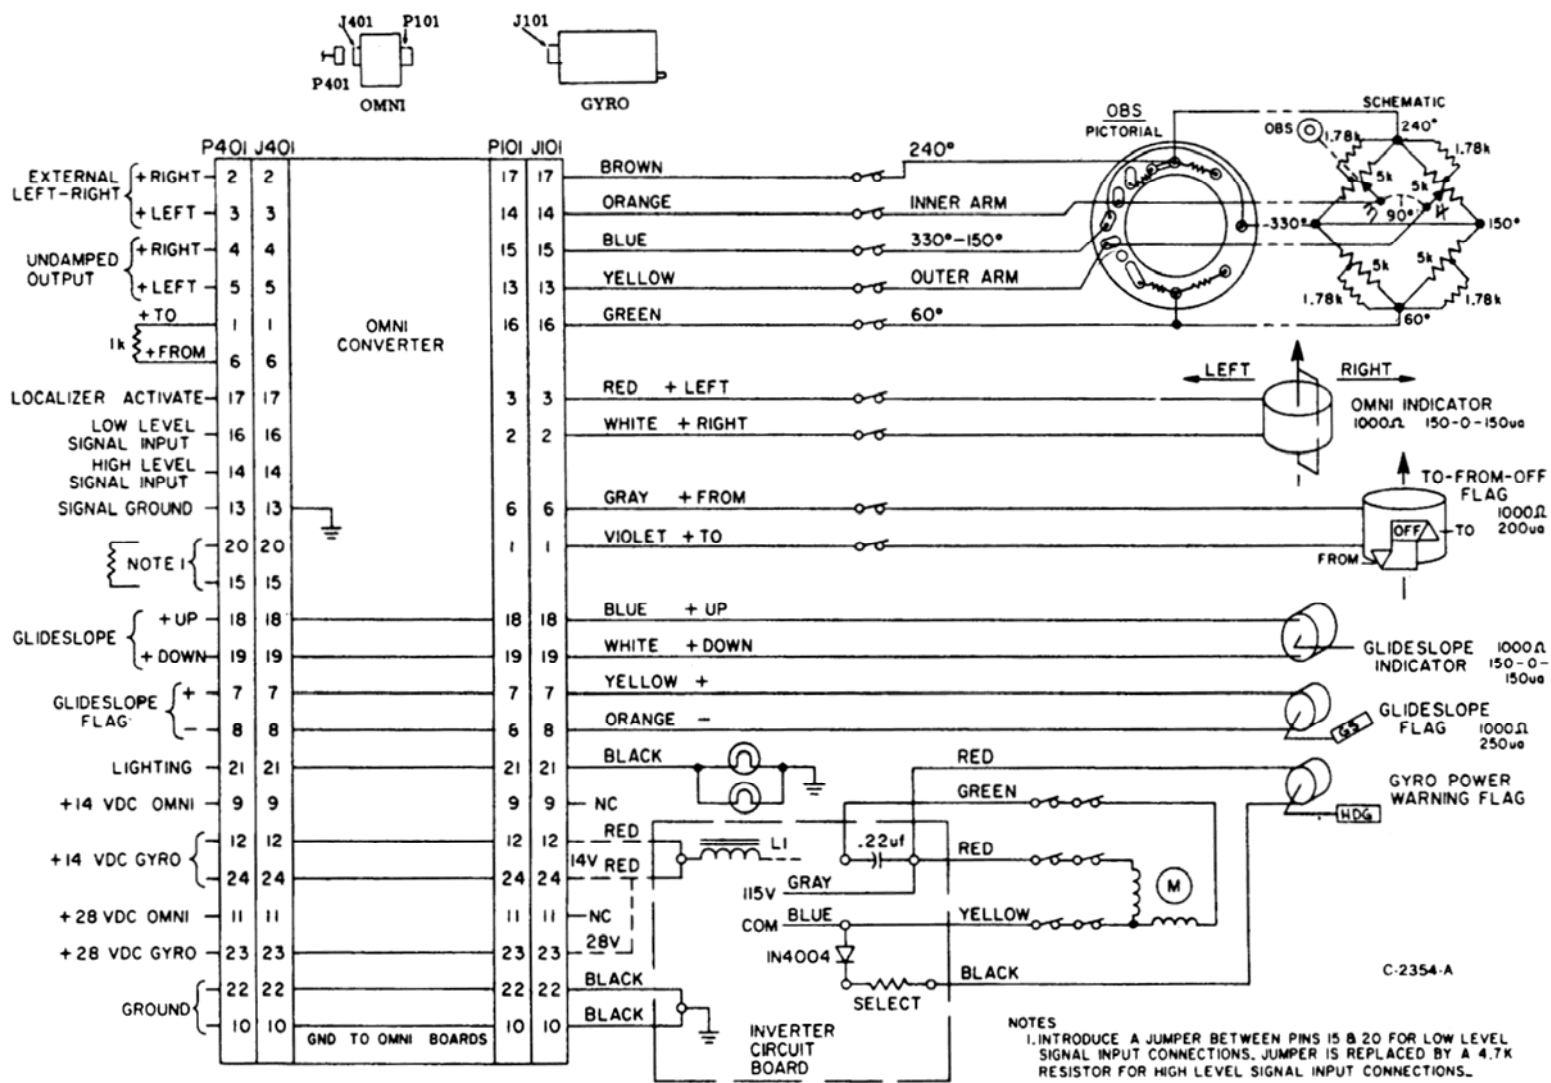 J401 P101
P401
OMNI
J101
GYRO
P401 J401
P101 J101
EXTERNAL
LEFT-RIGHT
+RIGHT 2 2
+LEFT 3 3
UNDAMPED
OUTPUT
+RIGHT 4 4
+LEFT 5 5
+TO 1 1
1k
+FROM 6 6
LOCALIZER ACTIVATE 17 17
LOW LEVEL
SIGNAL INPUT 16 16
HIGH LEVEL
SIGNAL INPUT 14 14
SIGNAL GROUND 13 13
20 20
NOTE 1
15 15
GLIDESLOPE
+UP 18 18
+DOWN 19 19
GLIDESLOPE
FLAG
+ 7 7
- 8 8
LIGHTING 21 21
+14 VDC OMNI 9 9
+14 VDC GYRO
12 12
24 24
+28 VDC OMNI 11 11
+28 VDC GYRO 23 23
GROUND
22 22
10 10
OMNI
CONVERTER
GND TO OMNI BOARDS
17 17 BROWN 240°
14 14 ORANGE INNER ARM
15 15 BLUE 330°-150°
13 13 YELLOW OUTER ARM
16 16 GREEN 60°
3 3 RED + LEFT
2 2 WHITE + RIGHT
6 6 GRAY + FROM
1 1 VIOLET + TO
18 18 BLUE + UP
19 19 WHITE + DOWN
7 7 YELLOW +
6 8 ORANGE -
21 21 BLACK
9 9 NC
12 12 RED
14V
24 24 RED
11 11 NC
28V
23 23
22 22 BLACK
10 10 BLACK
OBS
PICTORIAL
SCHEMATIC
OBS
1.78k
240°
1.78k
5k
5k
90°
-330°
150°
5k
5k
1.78k
1.78k
60°
LEFT RIGHT
OMNI INDICATOR
1000Ω 150-0-150ua
TO-FROM-OFF
FLAG
1000Ω
200ua
OFF
TO
FROM
GLIDESLOPE
INDICATOR
1000Ω
150-0-
150ua
GLIDESLOPE
FLAG
1000Ω
250ua
GS
GYRO POWER
WARNING FLAG
HDG
RED
GREEN
L1
.22uf
RED
115V GRAY
COM BLUE
YELLOW
M
IN4004
SELECT
BLACK
INVERTER
CIRCUIT
BOARD
C-2354-A
NOTES
1. INTRODUCE A JUMPER BETWEEN PINS 15 & 20 FOR LOW LEVEL
SIGNAL INPUT CONNECTIONS. JUMPER IS REPLACED BY A 4.7K
RESISTOR FOR HIGH LEVEL SIGNAL INPUT CONNECTIONS.